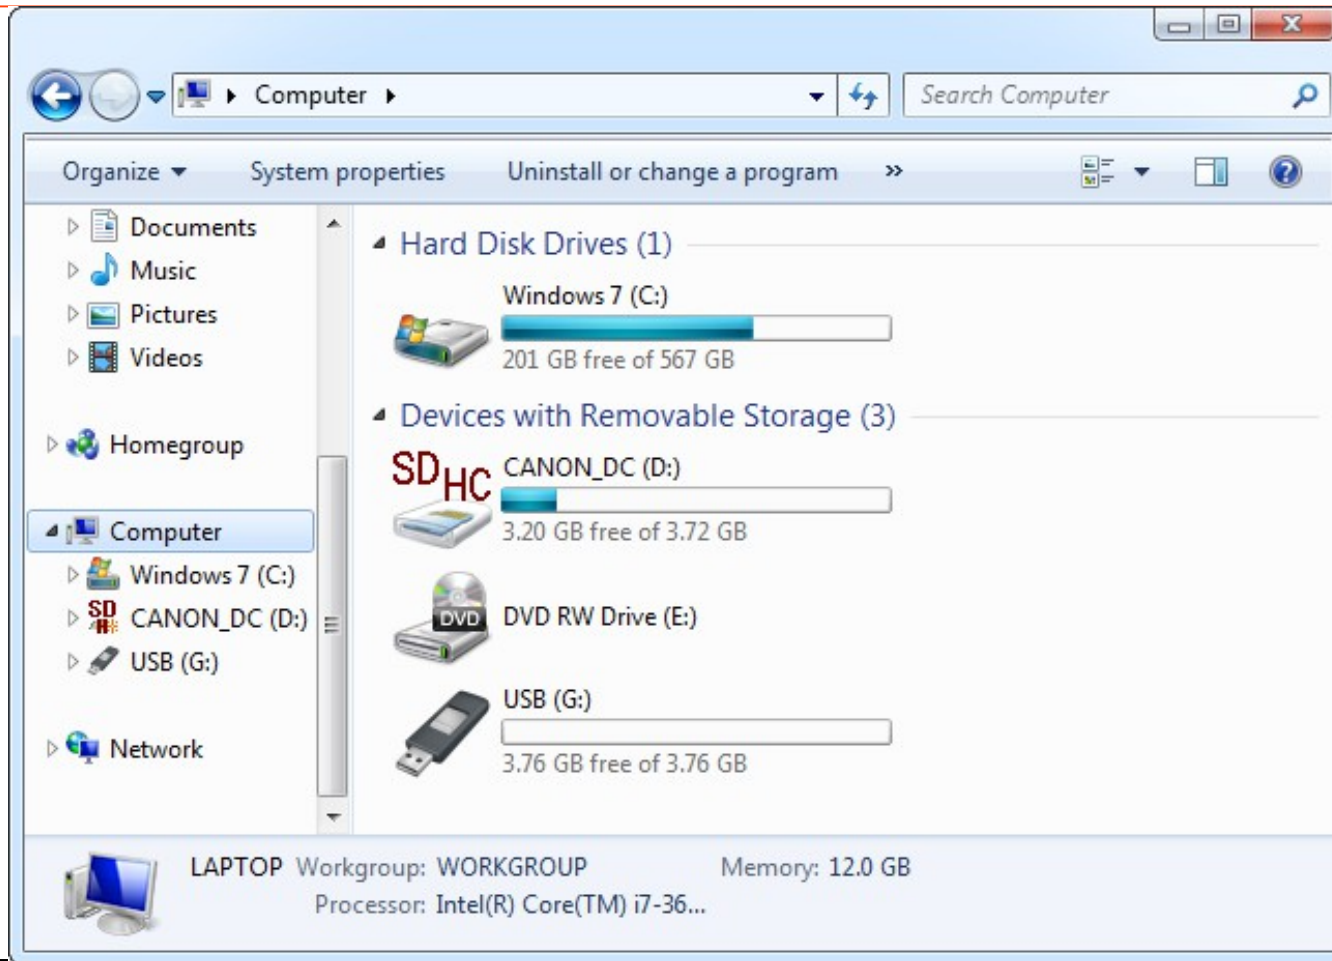 Computer
Search Computer
Organize System properties Uninstall or change a program »
Documents
Music
Pictures
Videos
Homegroup
Computer
Windows 7 (C:)
SD CANON_DC (D:)
USB (G:)
Network
Hard Disk Drives (1)
Windows 7 (C:)
201 GB free of 567 GB
Devices with Removable Storage (3)
SDHC
CANON_DC (D:)
3.20 GB free of 3.72 GB
DVD
DVD RW Drive (E:)
USB (G:)
3.76 GB free of 3.76 GB
LAPTOP Workgroup: WORKGROUP Memory: 12.0 GB
Processor: Intel(R) Core(TM) i7-36...